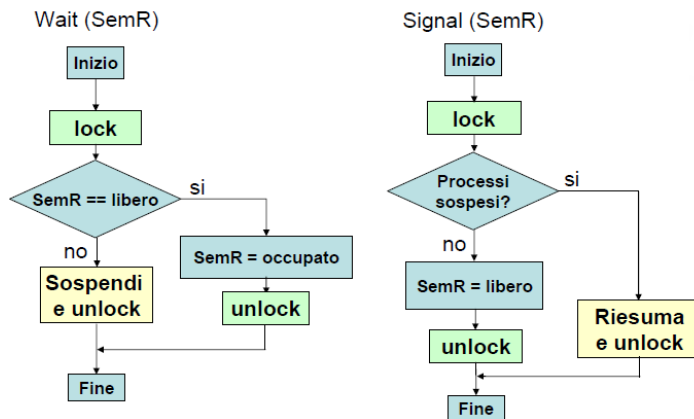 Wait (SemR)
Inizio
lock
SemR == libero
si
no
SemR = occupato
Sospendi
e unlock
unlock
Fine
Signal (SemR)
Inizio
lock
Processi
sospesi?
si
no
SemR = libero
Riesuma
e unlock
unlock
Fine